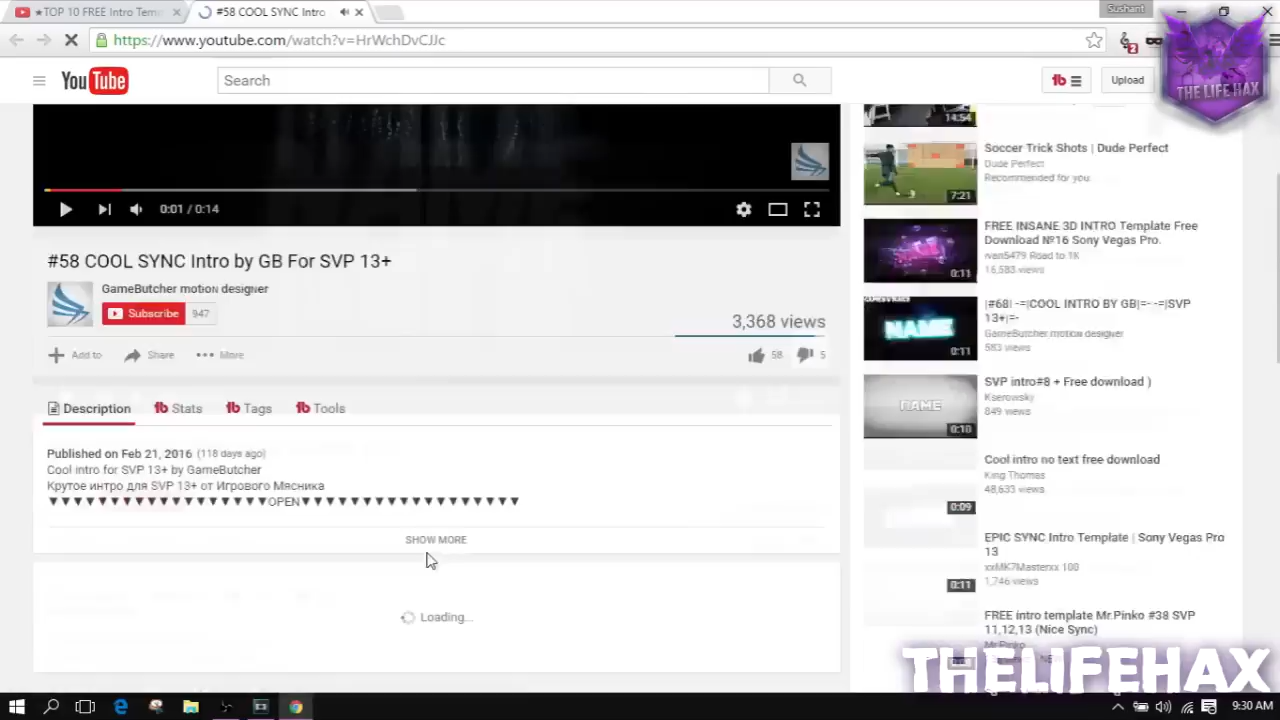 ★TOP 10 FREE Intro Tem
#58 COOL SYNC Intro
Sushant
https://www.youtube.com/watch?v=HrWchDvCJJc
2
YouTube
Search
Upload
THE LIFE HAX
14:54
Soccer Trick Shots | Dude Perfect
Dude Perfect
Recommended for you
7:21
0:01 / 0:14
FREE INSANE 3D INTRO Template Free
Download №16 Sony Vegas Pro.
Road to 1K
16,583 views
0:11
#58 COOL SYNC Intro by GB For SVP 13+
GameButcher motion designer
Subscribe 947
3,368 views
Add to Share More 58 5
|#68| -=|COOL INTRO BY GB|=- -=|SVP
13+|=-
GameButcher motion designer
583 views
NAME
0:11
SVP intro#8 + Free download )
Kserowsky
849 views
NAME
0:10
Description Stats Tags Tools
Published on Feb 21, 2016 (118 days ago)
Cool intro for SVP 13+ by GameButcher
Крутое интро для SVP 13+ от Игрового Мясника
▼▼▼▼▼▼▼▼▼▼▼▼▼▼▼▼▼OPEN▼▼▼▼▼▼▼▼▼▼▼▼▼▼▼▼▼
SHOW MORE
Loading...
Cool intro no text free download
King Thomas
48,633 views
0:09
EPIC SYNC Intro Template | Sony Vegas Pro
13
xxMK7Masterxx 100
1,746 views
0:11
FREE intro template Mr.Pinko #38 SVP
11,12,13 (Nice Sync)
Mr.Pinko
THELIFEHAX
9:30 AM